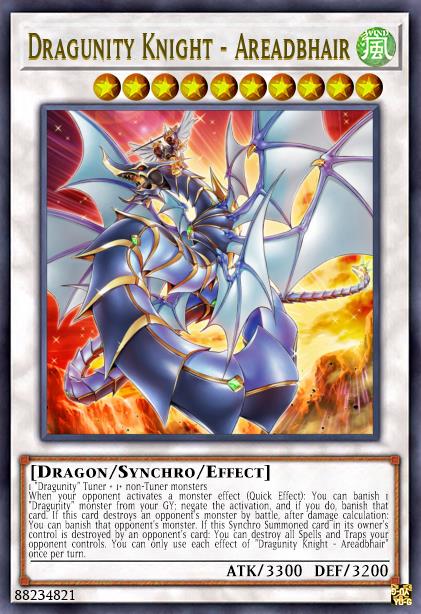 Dragunity Knight - Areadbhair
WIND
風
[Dragon/Synchro/Effect]
1 "Dragunity" Tuner + 1+ non-Tuner monsters
When your opponent activates a monster effect (Quick Effect): You can banish 1
"Dragunity" monster from your GY; negate the activation, and if you do, banish that
card. If this card destroys an opponent's monster by battle, after damage calculation:
You can banish that opponent's monster. If this Synchro Summoned card in its owner's
control is destroyed by an opponent's card: You can destroy all Spells and Traps your
opponent controls. You can only use each effect of "Dragunity Knight - Areadbhair"
once per turn.
ATK/3300 DEF/3200
88234821